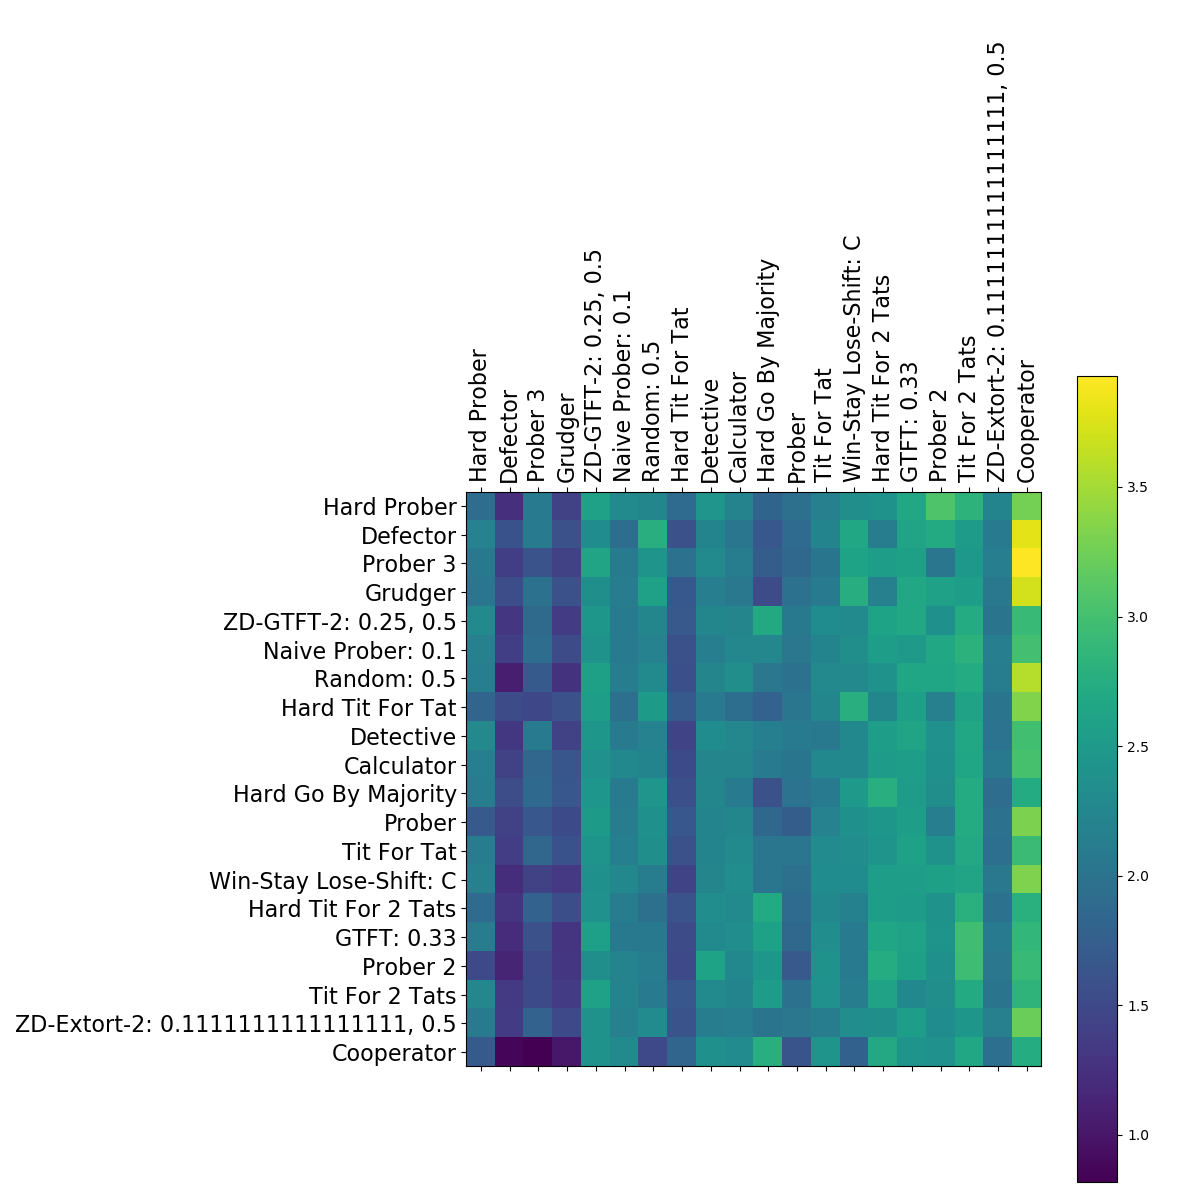 Hard Prober
Defector
Prober 3
Grudger
ZD-GTFT-2: 0.25, 0.5
Naive Prober: 0.1
Random: 0.5
Hard Tit For Tat
Detective
Calculator
Hard Go By Majority
Prober
Tit For Tat
Win-Stay Lose-Shift: C
Hard Tit For 2 Tats
GTFT: 0.33
Prober 2
Tit For 2 Tats
ZD-Extort-2: 0.1111111111111111, 0.5
Cooperator
Hard Prober
Defector
Prober 3
Grudger
ZD-GTFT-2: 0.25, 0.5
Naive Prober: 0.1
Random: 0.5
Hard Tit For Tat
Detective
Calculator
Hard Go By Majority
Prober
Tit For Tat
Win-Stay Lose-Shift: C
Hard Tit For 2 Tats
GTFT: 0.33
Prober 2
Tit For 2 Tats
ZD-Extort-2: 0.1111111111111111, 0.5
Cooperator
3.5
3.0
2.5
2.0
1.5
1.0